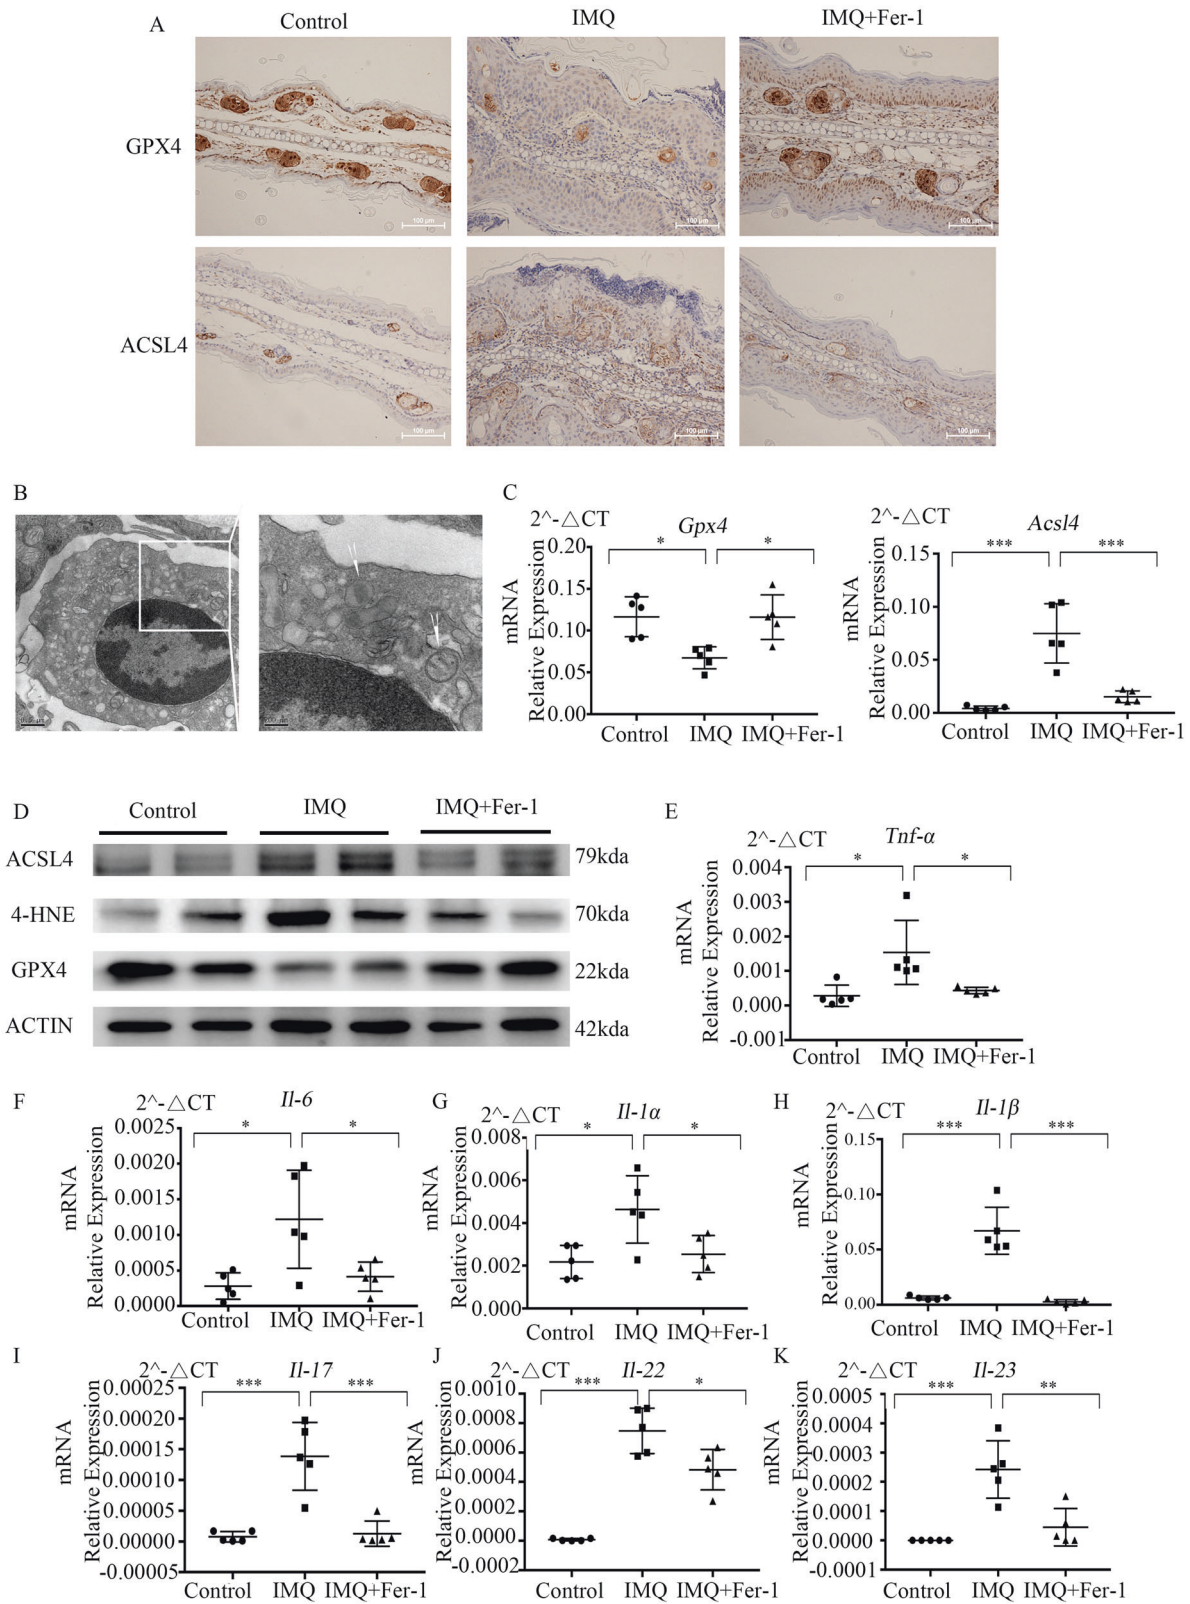 A
Control
IMQ
IMQ+Fer-1
GPX4
100 μm
100 μm
100 μm
ACSL4
100 μm
100 μm
100 μm
B
C
2^-△CT
Gpx4
mRNA
Relative Expression
0.20
0.15
0.10
0.05
0.00
*
*
Control
IMQ
IMQ+Fer-1
2^-△CT
Acsl4
mRNA
Relative Expression
0.15
0.10
0.05
0.00
***
***
Control
IMQ
IMQ+Fer-1
D
Control
IMQ
IMQ+Fer-1
ACSL4
79kda
4-HNE
70kda
GPX4
22kda
ACTIN
42kda
E
2^-△CT
Tnf-α
mRNA
Relative Expression
0.004
0.003
0.002
0.001
0.000
-0.001
*
*
Control
IMQ
IMQ+Fer-1
F
2^-△CT
Il-6
mRNA
Relative Expression
0.0025
0.0020
0.0015
0.0010
0.0005
0.0000
*
*
Control
IMQ
IMQ+Fer-1
G
2^-△CT
Il-1α
mRNA
Relative Expression
0.008
0.006
0.004
0.002
0.000
*
*
Control
IMQ
IMQ+Fer-1
H
2^-△CT
Il-1β
mRNA
Relative Expression
0.15
0.10
0.05
0.00
***
***
Control
IMQ
IMQ+Fer-1
I
2^-△CT
Il-17
mRNA
Relative Expression
0.00025
0.00020
0.00015
0.00010
0.00005
0.00000
-0.00005
***
***
Control
IMQ
IMQ+Fer-1
J
2^-△CT
Il-22
mRNA
Relative Expression
0.0010
0.0008
0.0006
0.0004
0.0002
0.0000
-0.0002
***
*
Control
IMQ
IMQ+Fer-1
K
2^-△CT
Il-23
mRNA
Relative Expression
0.0005
0.0004
0.0003
0.0002
0.0001
0.0000
-0.0001
***
**
Control
IMQ
IMQ+Fer-1